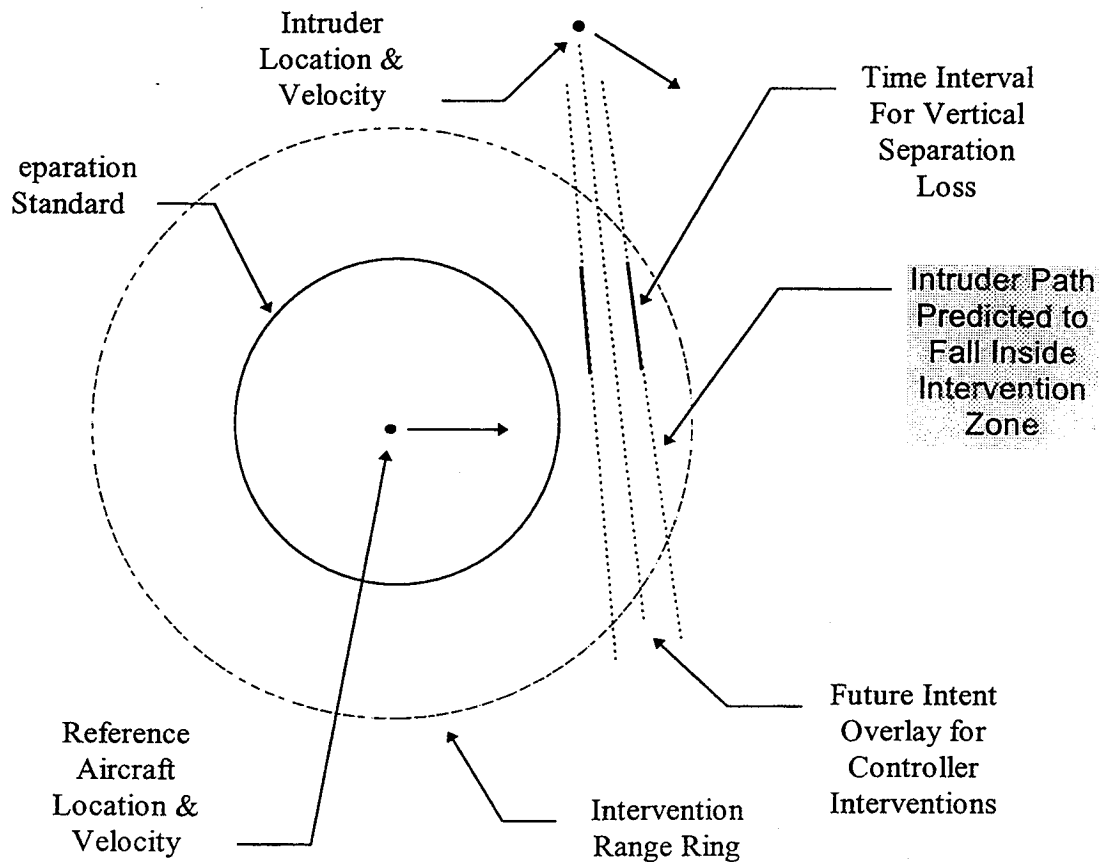 Intruder
Location &
Velocity
Time Interval
For Vertical
Separation
Loss
eparation
Standard
Intruder Path
Predicted to
Fall Inside
Intervention
Zone
Future Intent
Overlay for
Controller
Interventions
Reference
Aircraft
Location &
Velocity
Intervention
Range Ring